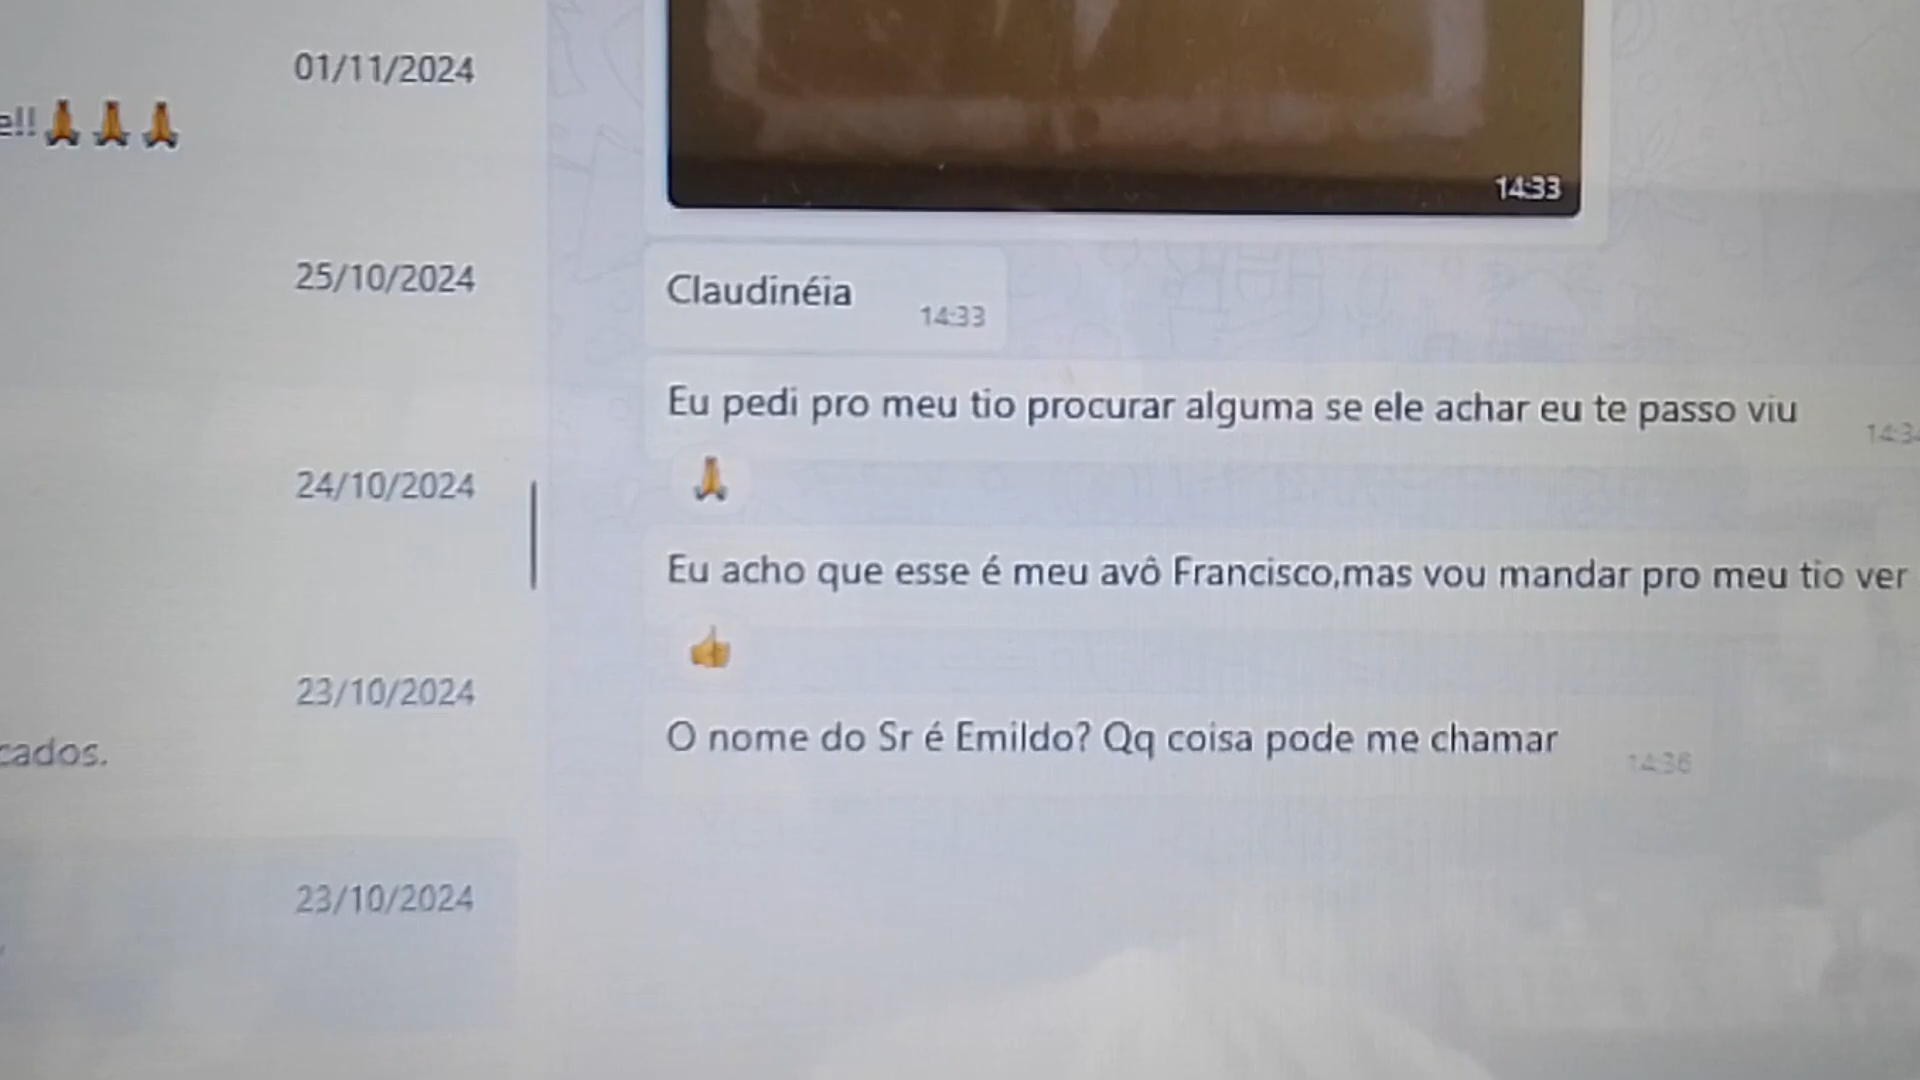 01/11/2024
e!!🙏🙏🙏
25/10/2024
24/10/2024
23/10/2024
cados.
23/10/2024
14:33
Claudinéia
14:33
Eu pedi pro meu tio procurar alguma se ele achar eu te passo viu
14:34
🙏
Eu acho que esse é meu avô Francisco,mas vou mandar pro meu tio ver
👍
O nome do Sr é Emildo? Qq coisa pode me chamar
14:36